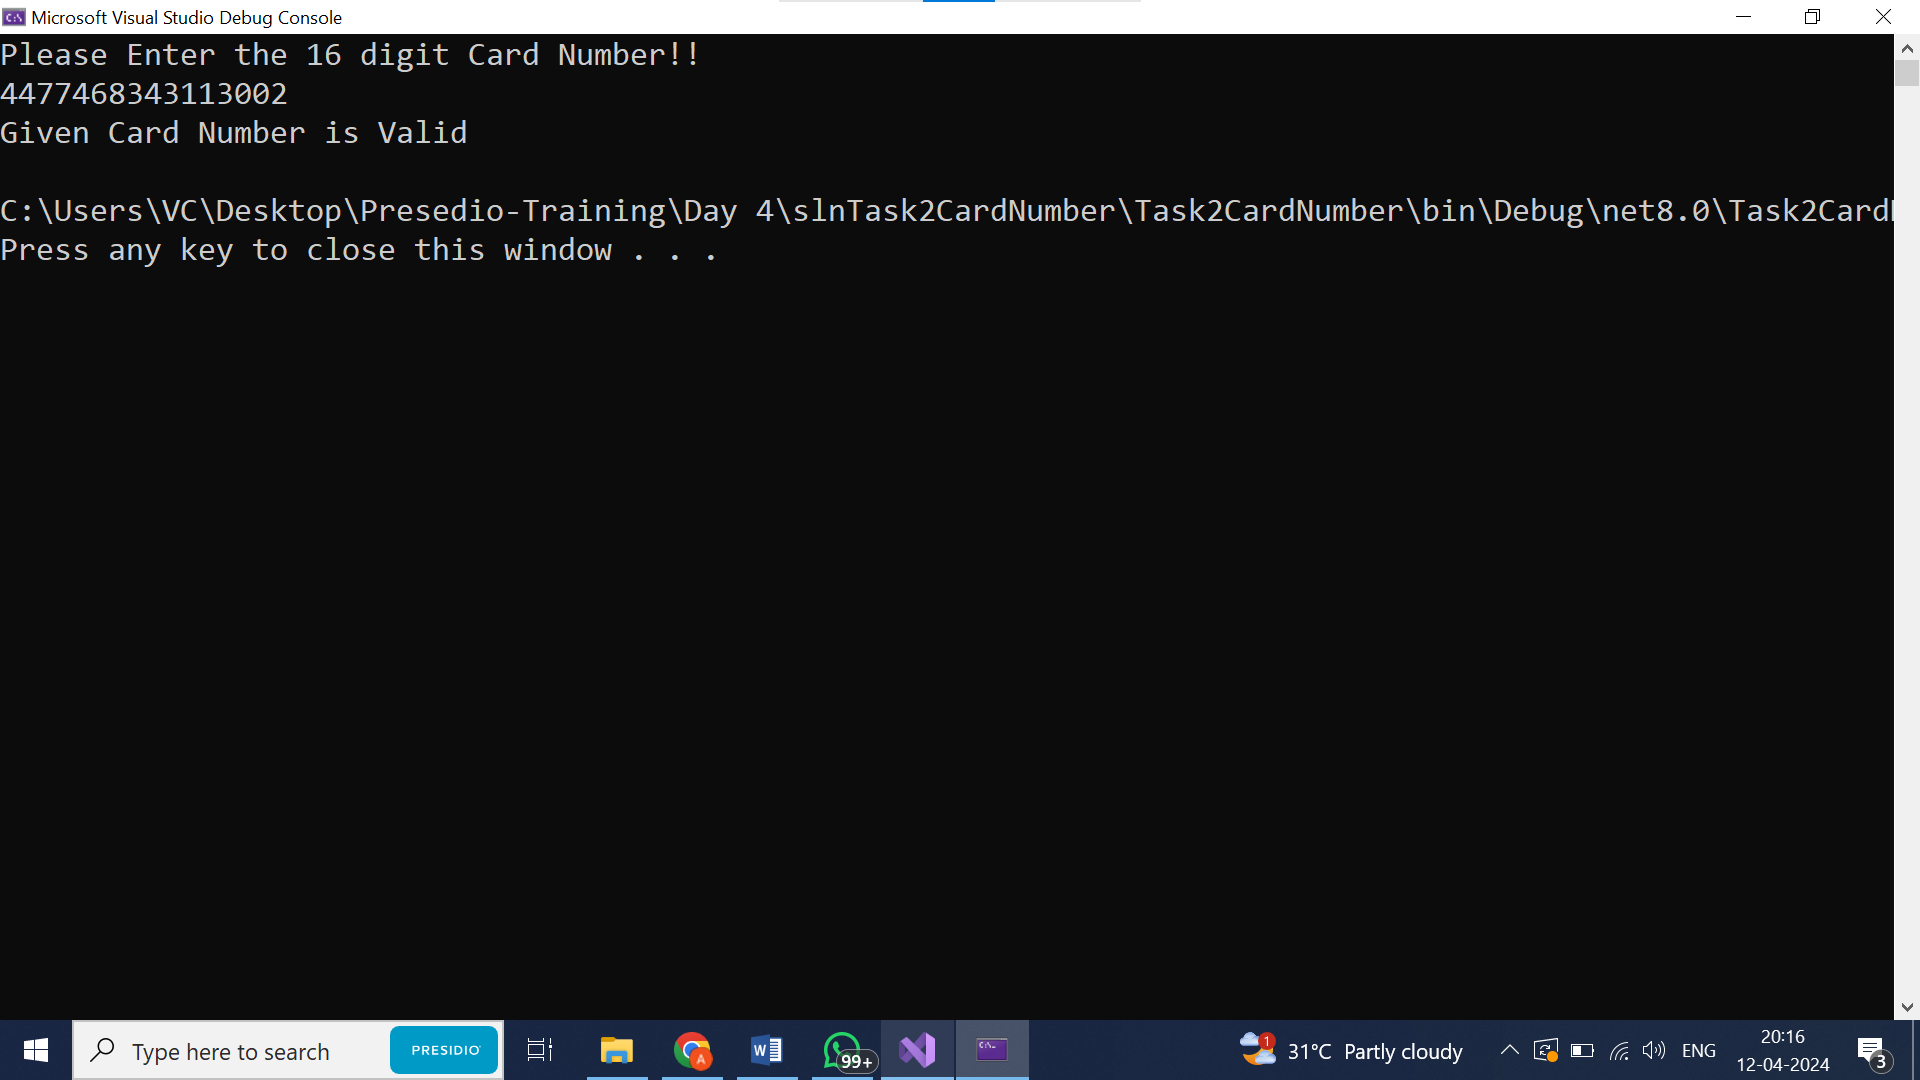 Microsoft Visual Studio Debug Console
Please Enter the 16 digit Card Number!!
4477468343113002
Given Card Number is Valid
C:\Users\VC\Desktop\Presedio-Training\Day 4\slnTask2CardNumber\Task2CardNumber\bin\Debug\net8.0\Task2Card
Press any key to close this window . . .
Type here to search
PRESIDIO
99+
1
31°C Partly cloudy
ENG
20:16
12-04-2024
3